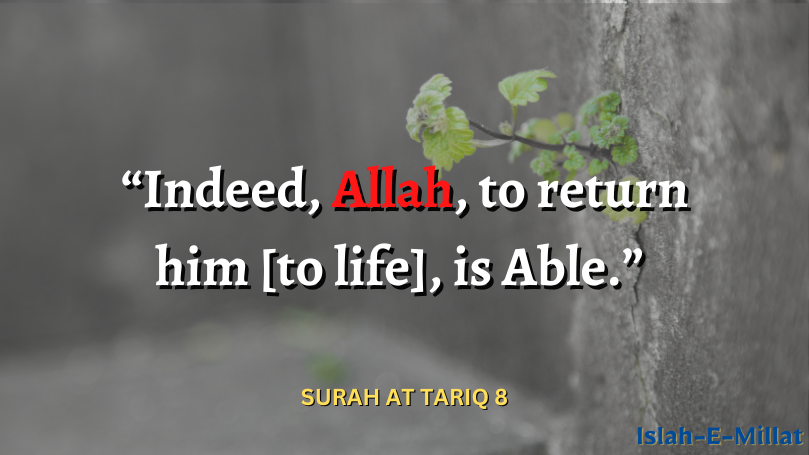 “Indeed, Allah, to return
him [to life], is Able.”
SURAH AT TARIQ 8
Islah-E-Millat